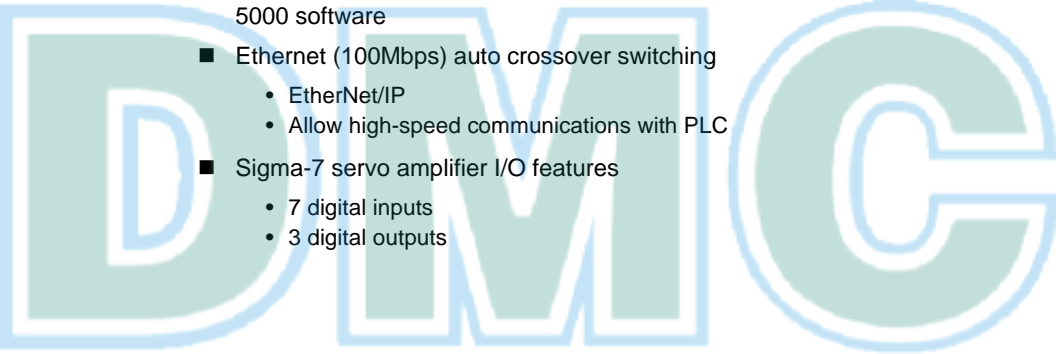 5000 software
■ Ethernet (100Mbps) auto crossover switching
• EtherNet/IP
• Allow high-speed communications with PLC
■ Sigma-7 servo amplifier I/O features
• 7 digital inputs
• 3 digital outputs
DMC